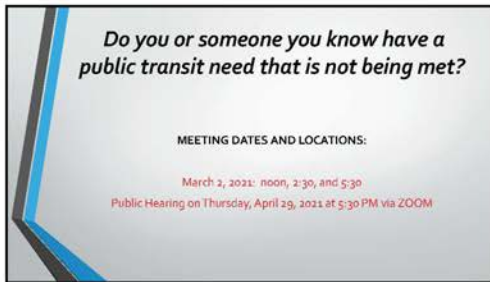 Do you or someone you know have a
public transit need that is not being met?
MEETING DATES AND LOCATIONS:
March 2, 2021: noon, 2:30, and 5:30
Public Hearing on Thursday, April 29, 2021 at 5:30 PM via ZOOM